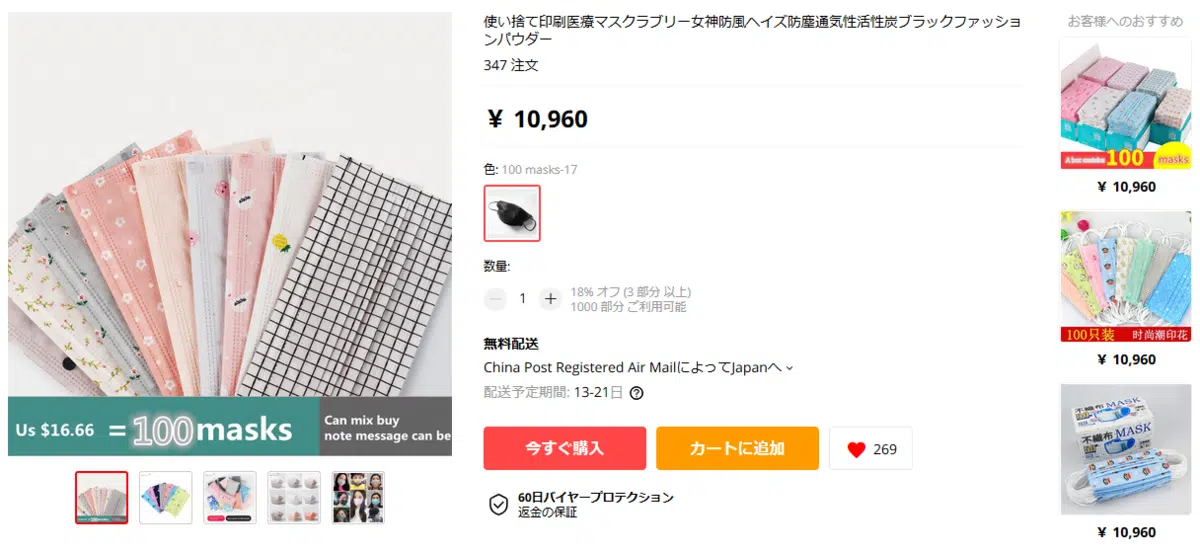 使い捨て印刷医療マスクラブリー女神防風ヘイズ防塵通気性活性炭ブラックファッショ
ンパウダー
347 注文
¥ 10,960
色: 100 masks-17
数量:
1
18% オフ (3 部分 以上)
1000 部分 ご利用可能
無料配送
China Post Registered Air MailによってJapanへ
配送予定期間: 13-21日
今すぐ購入
カートに追加
269
60日バイヤープロテクション
返金の保証
Us $16.66 =100masks
Can mix buy
note message can be
お客様へのおすすめ
A box contains 100 masks
¥ 10,960
100只装 时尚潮印花
¥ 10,960
不織布 MASK
不織布 MASK
¥ 10,960